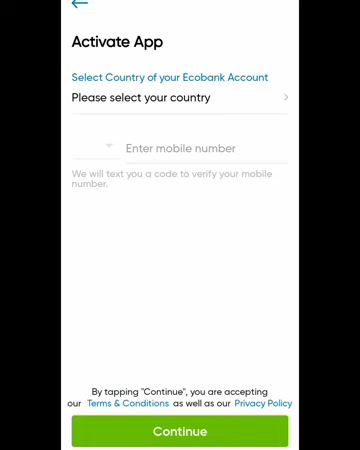 Activate App
Select Country of your Ecobank Account
Please select your country
Enter mobile number
We will text you a code to verify your mobile
number.
By tapping "Continue", you are accepting
our Terms & Conditions as well as our Privacy Policy
Continue